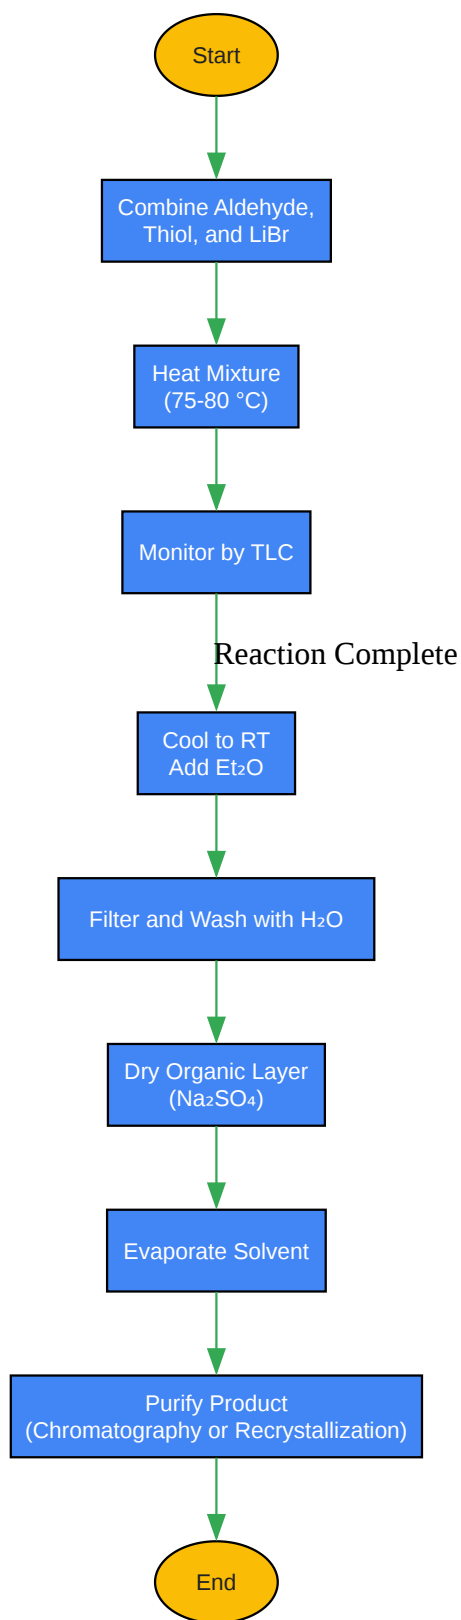 Start
Combine Aldehyde,
Thiol, and LiBr
Heat Mixture
(75-80 °C)
Monitor by TLC
Reaction Complete
Cool to RT
Add Et₂O
Filter and Wash with H₂O
Dry Organic Layer
(Na₂SO₄)
Evaporate Solvent
Purify Product
(Chromatography or Recrystallization)
End